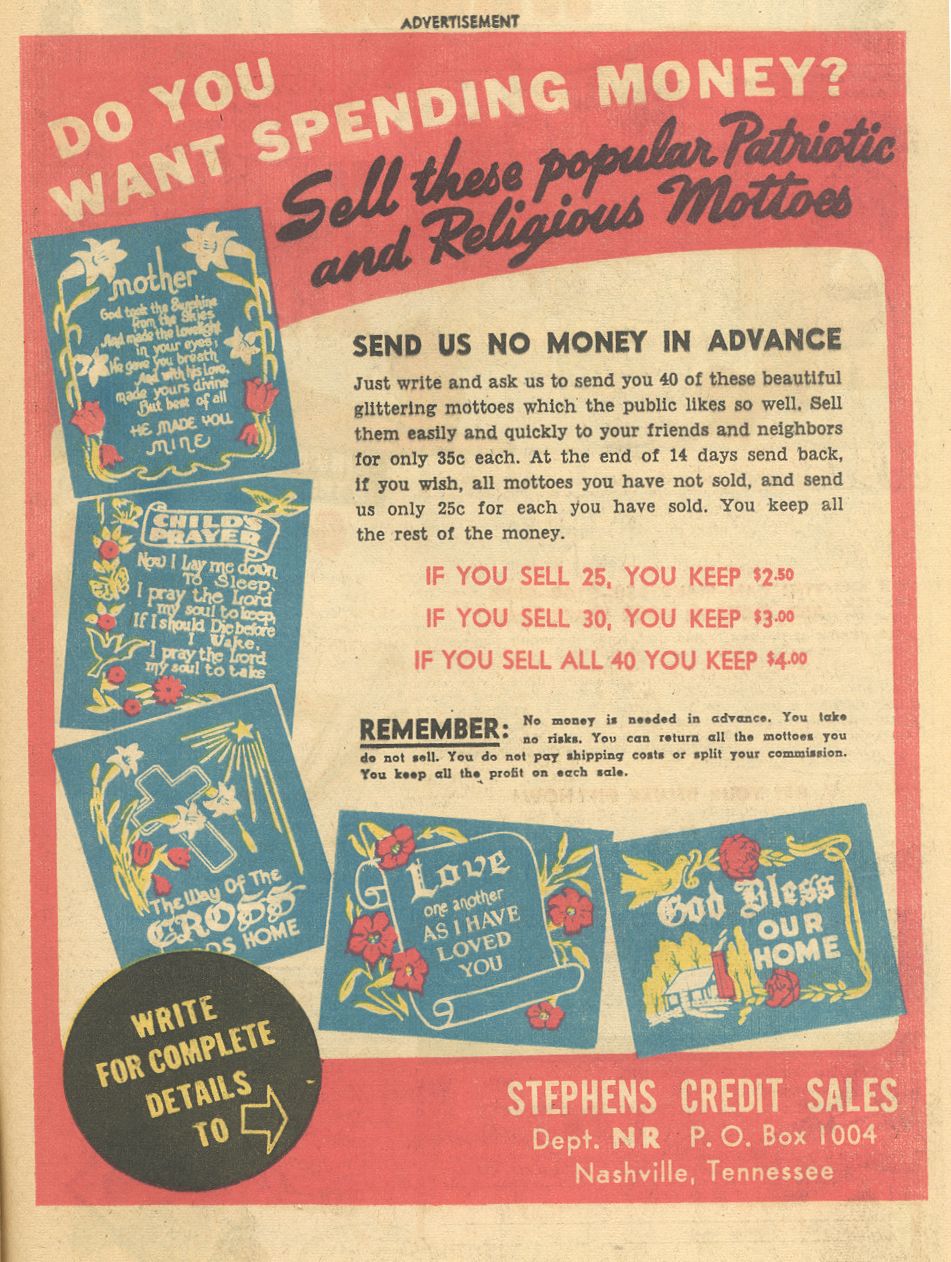 ADVERTISEMENT
DO YOU
WANT SPENDING MONEY?
Sell these popular Patriotic
and Religious Mottoes
mother
God took the Sunshine
from the Skies
And made the Lovelight
in your eyes;
He gave you breath
And with his Love,
made yours divine
But best of all
HE MADE YOU
MINE
SEND US NO MONEY IN ADVANCE
Just write and ask us to send you 40 of these beautiful
glittering mottoes which the public likes so well. Sell
them easily and quickly to your friends and neighbors
for only 35c each. At the end of 14 days send back,
if you wish, all mottoes you have not sold, and send
us only 25c for each you have sold. You keep all
the rest of the money.
IF YOU SELL 25, YOU KEEP $2.50
IF YOU SELL 30, YOU KEEP $3.00
IF YOU SELL ALL 40 YOU KEEP $4.00
CHILD'S
PRAYER
Now I Lay me down
To Sleep,
I pray the Lord
my soul to keep,
If I should Die before
I Wake,
I pray the Lord
my soul to take
REMEMBER: No money is needed in advance. You take
no risks. You can return all the mottoes you
do not sell. You do not pay shipping costs or split your commission.
You keep all the profit on each sale.
The Way Of The
CROSS
DS HOME
Love
one another
AS I HAVE
LOVED
YOU
God Bless
OUR
HOME
WRITE
FOR COMPLETE
DETAILS
TO
STEPHENS CREDIT SALES
Dept. NR P. O. Box 1004
Nashville, Tennessee